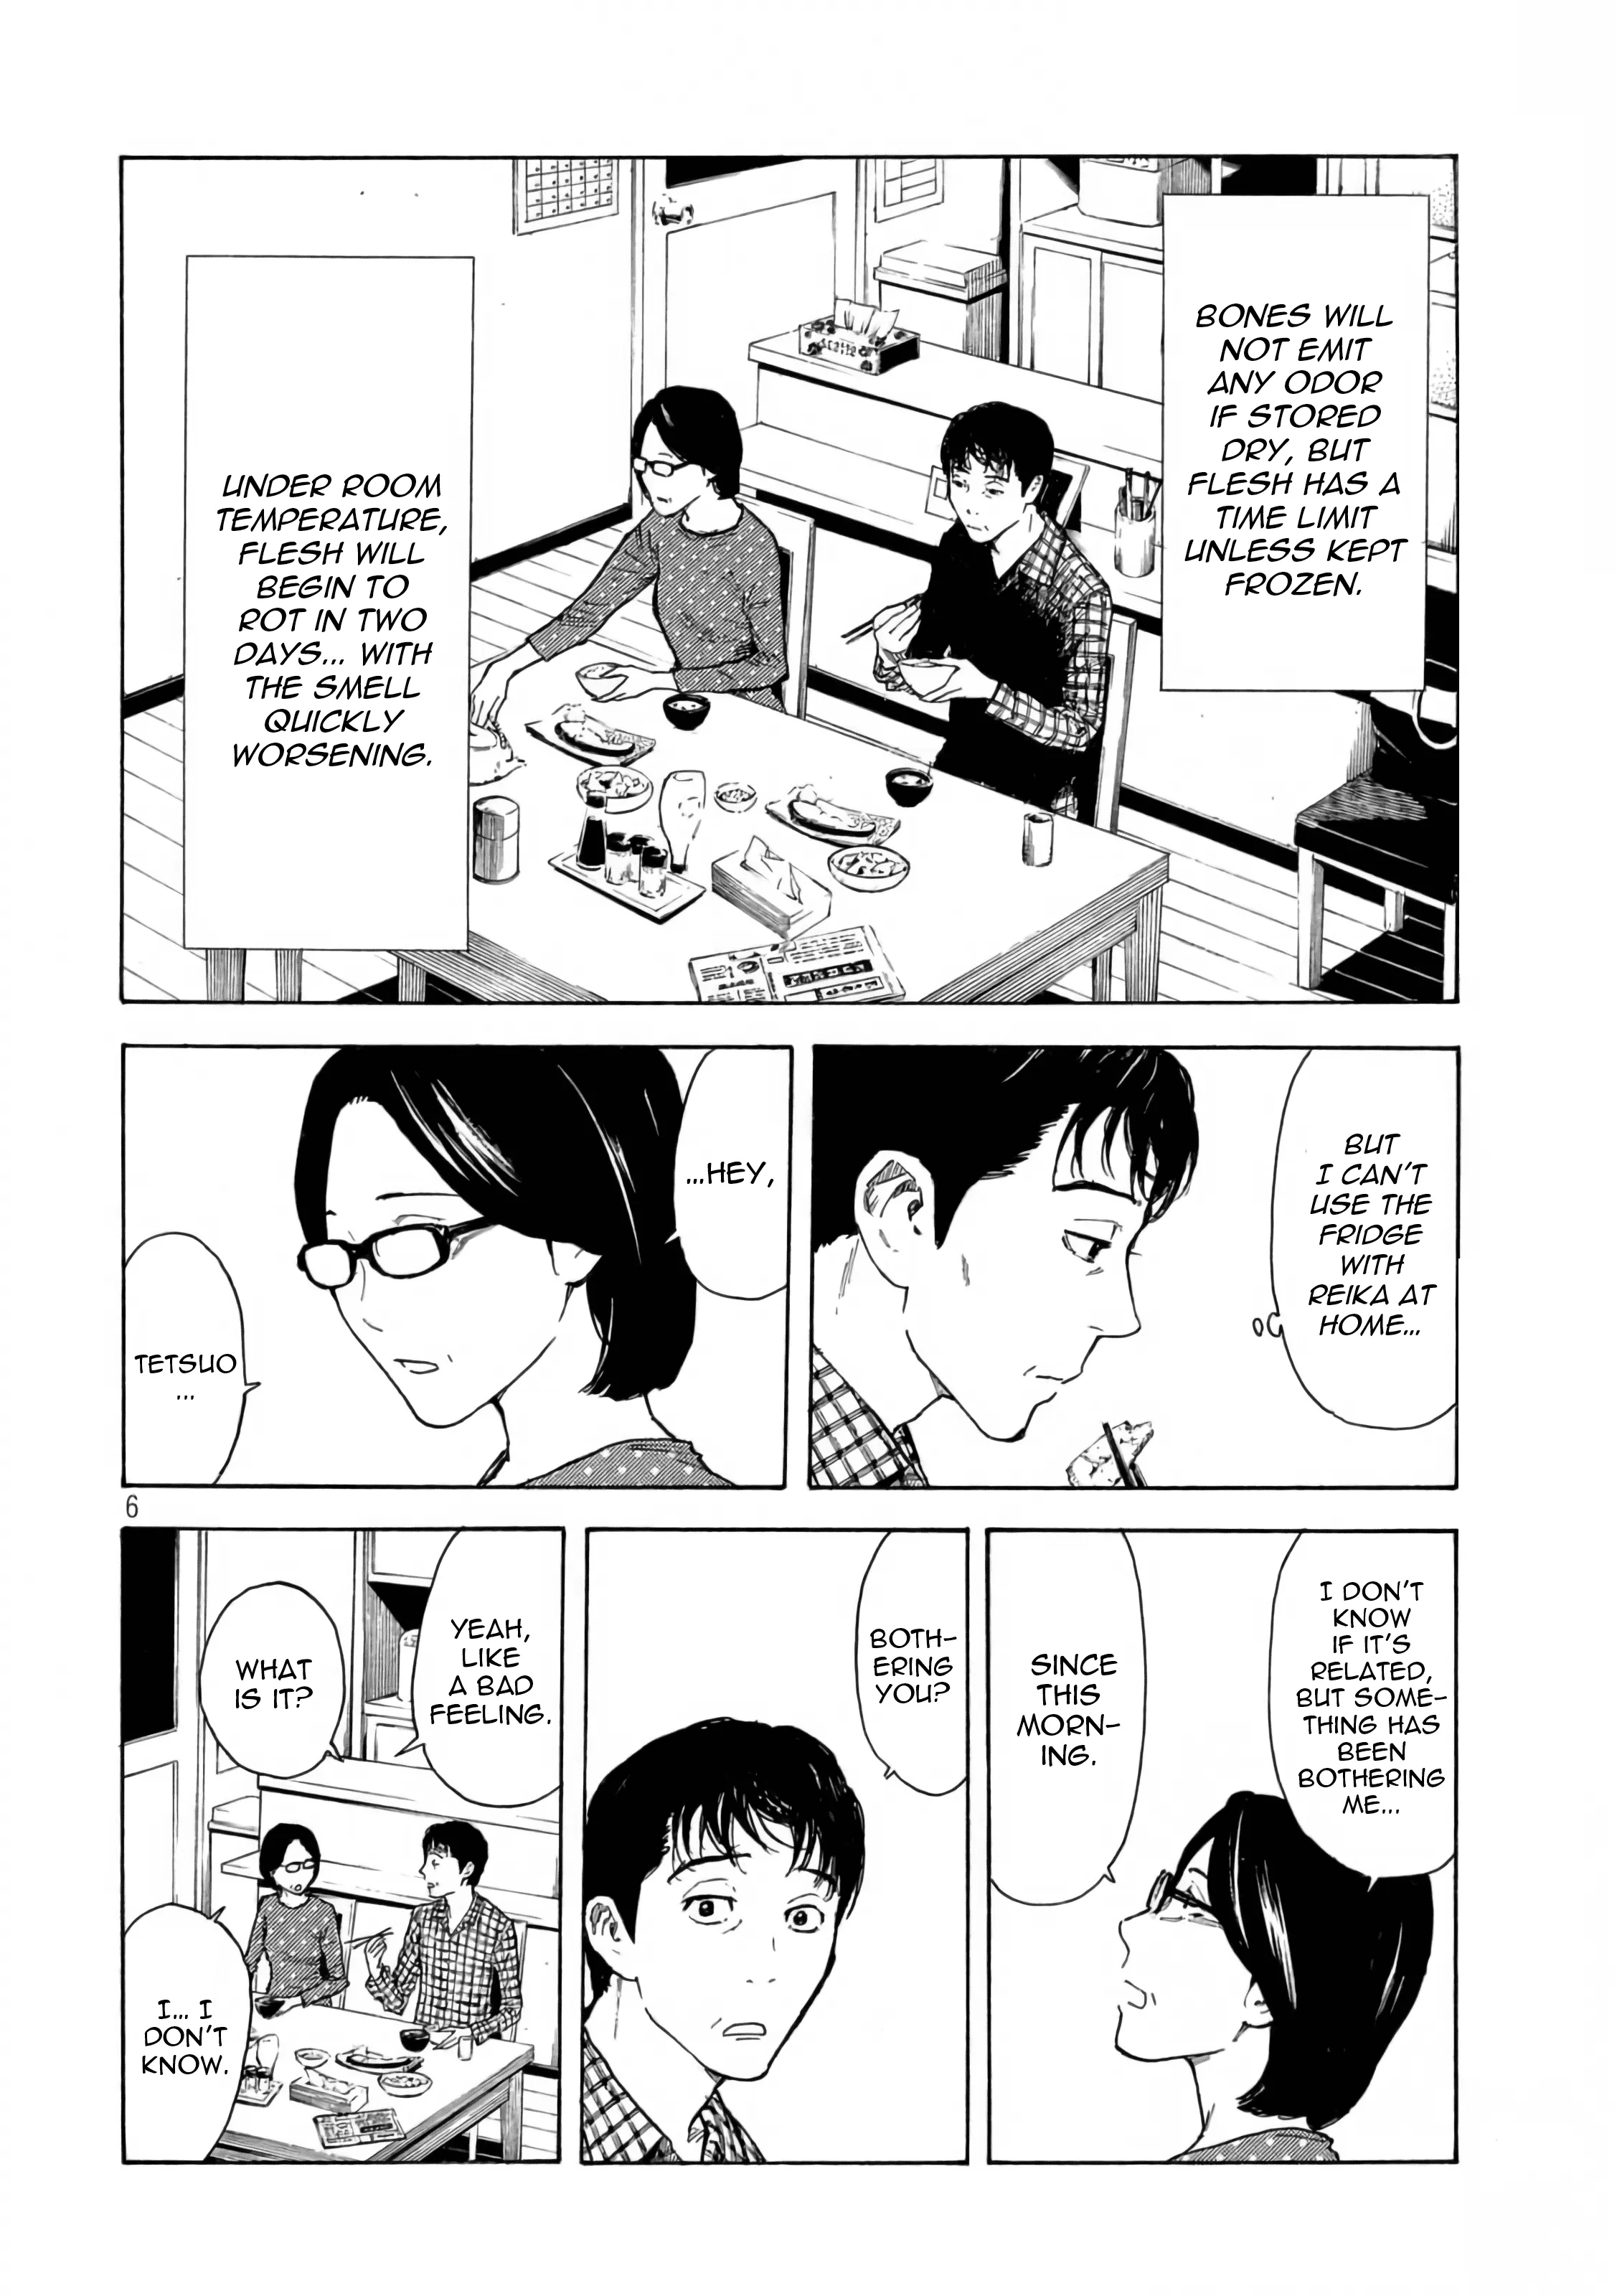 BONES WILL
NOT EMIT
ANY ODOR
IF STORED
DRY, BUT
FLESH HAS A
TIME LIMIT
UNLESS KEPT
FROZEN.
UNDER ROOM
TEMPERATURE,
FLESH WILL
BEGIN TO
ROT IN TWO
DAYS... WITH
THE SMELL
QUICKLY
WORSENING.
BUT
I CAN'T
USE THE
FRIDGE
WITH
REIKA AT
HOME...
...HEY,
TETSUO
...
6
I DON'T
KNOW
IF IT'S
RELATED,
BUT SOME-
THING HAS
BEEN
BOTHERING
ME...
SINCE
THIS
MORN-
ING.
BOTH-
ERING
YOU?
YEAH,
LIKE
A BAD
FEELING.
WHAT
IS IT?
I... I
DON'T
KNOW.